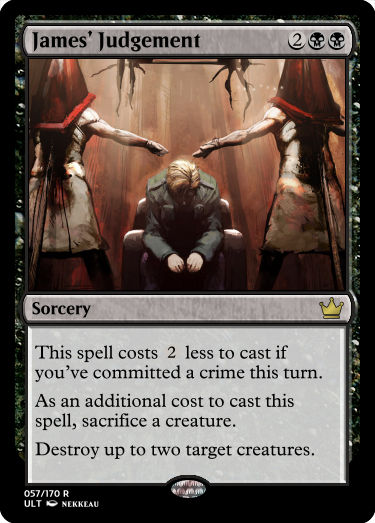 James' Judgement 2
Sorcery
This spell costs 2 less to cast if
you've committed a crime this turn.
As an additional cost to cast this
spell, sacrifice a creature.
Destroy up to two target creatures.
057/170 R
ULT NEKKEAU